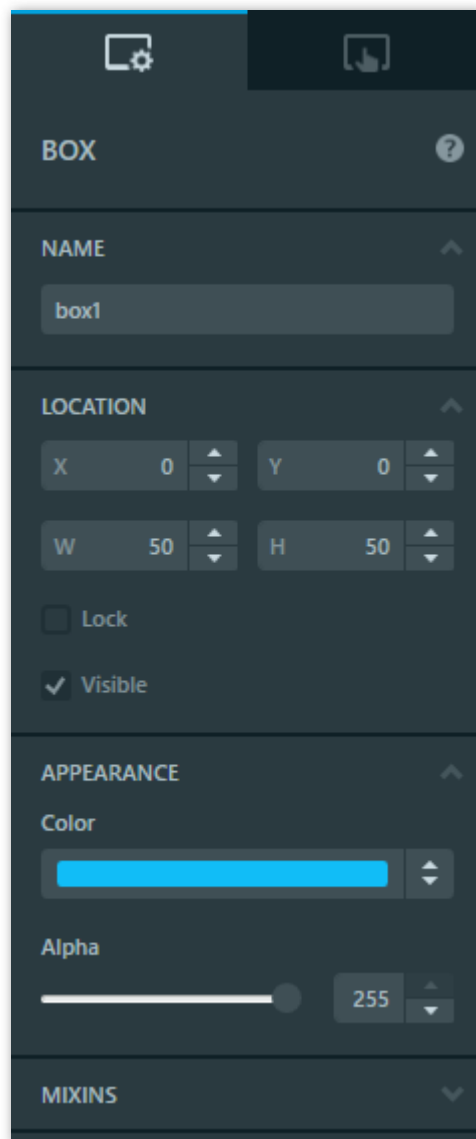 BOX ?
NAME
box1
LOCATION
X 0 Y 0
W 50 H 50
Lock
Visible
APPEARANCE
Color
Alpha
255
MIXINS